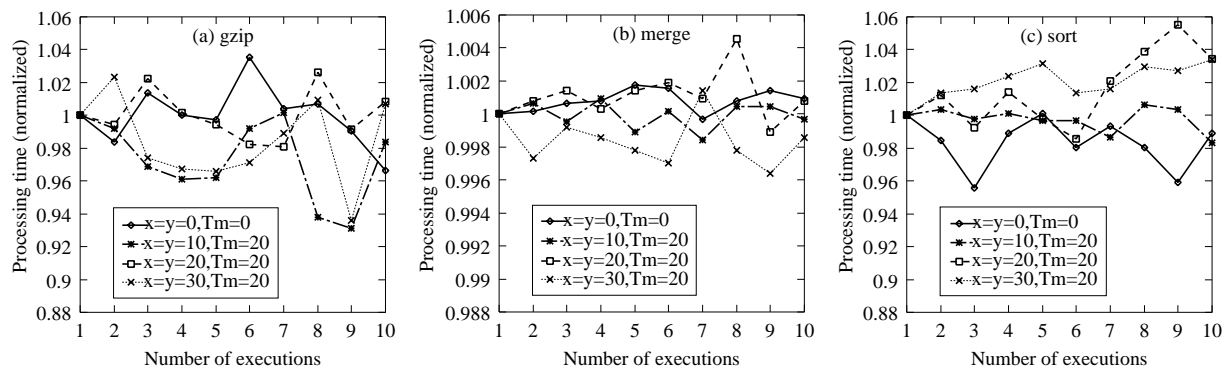 1.06
1.04
1.02
1
0.98
0.96
0.94
0.92
0.9
0.88
Processing time (normalized)
(a) gzip
x=y=0,Tm=0
x=y=10,Tm=20
x=y=20,Tm=20
x=y=30,Tm=20
1 2 3 4 5 6 7 8 9 10
Number of executions
1.006
1.004
1.002
1
0.998
0.996
0.994
0.992
0.99
0.988
Processing time (normalized)
(b) merge
x=y=0,Tm=0
x=y=10,Tm=20
x=y=20,Tm=20
x=y=30,Tm=20
1 2 3 4 5 6 7 8 9 10
Number of executions
1.06
1.04
1.02
1
0.98
0.96
0.94
0.92
0.9
0.88
Processing time (normalized)
(c) sort
x=y=0,Tm=0
x=y=10,Tm=20
x=y=20,Tm=20
x=y=30,Tm=20
1 2 3 4 5 6 7 8 9 10
Number of executions